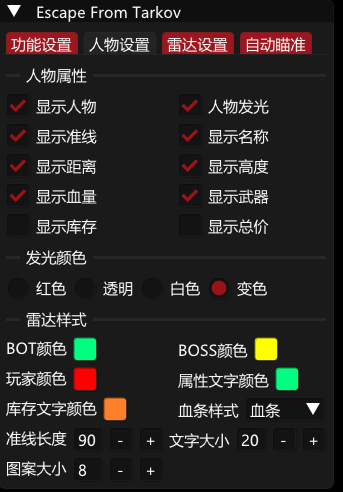 Escape From Tarkov
功能设置 人物设置 雷达设置 自动瞄准
人物属性
显示人物 人物发光
显示准线 显示名称
显示距离 显示高度
显示血量 显示武器
显示库存 显示总价
发光颜色
红色 透明 白色 变色
雷达样式
BOT颜色 BOSS颜色
玩家颜色 属性文字颜色
库存文字颜色 血条样式 血条
准线长度 90 - + 文字大小 20 - +
图案大小 8 - +